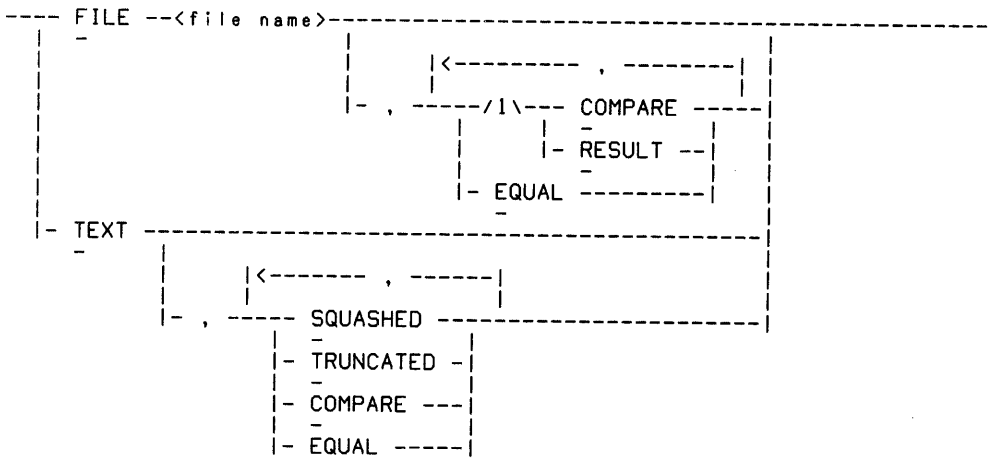 ---- FILE --<file name>--------------------------------------
|<--------- , --------|
|- , -----/1\--- COMPARE -----|
|- RESULT --|
|- EQUAL ---------|
|- TEXT ---------------------------------------------|
|<------- , ------|
|- , ----- SQUASHED ------------------------|
|- TRUNCATED -|
|- COMPARE ---|
|- EQUAL -----|